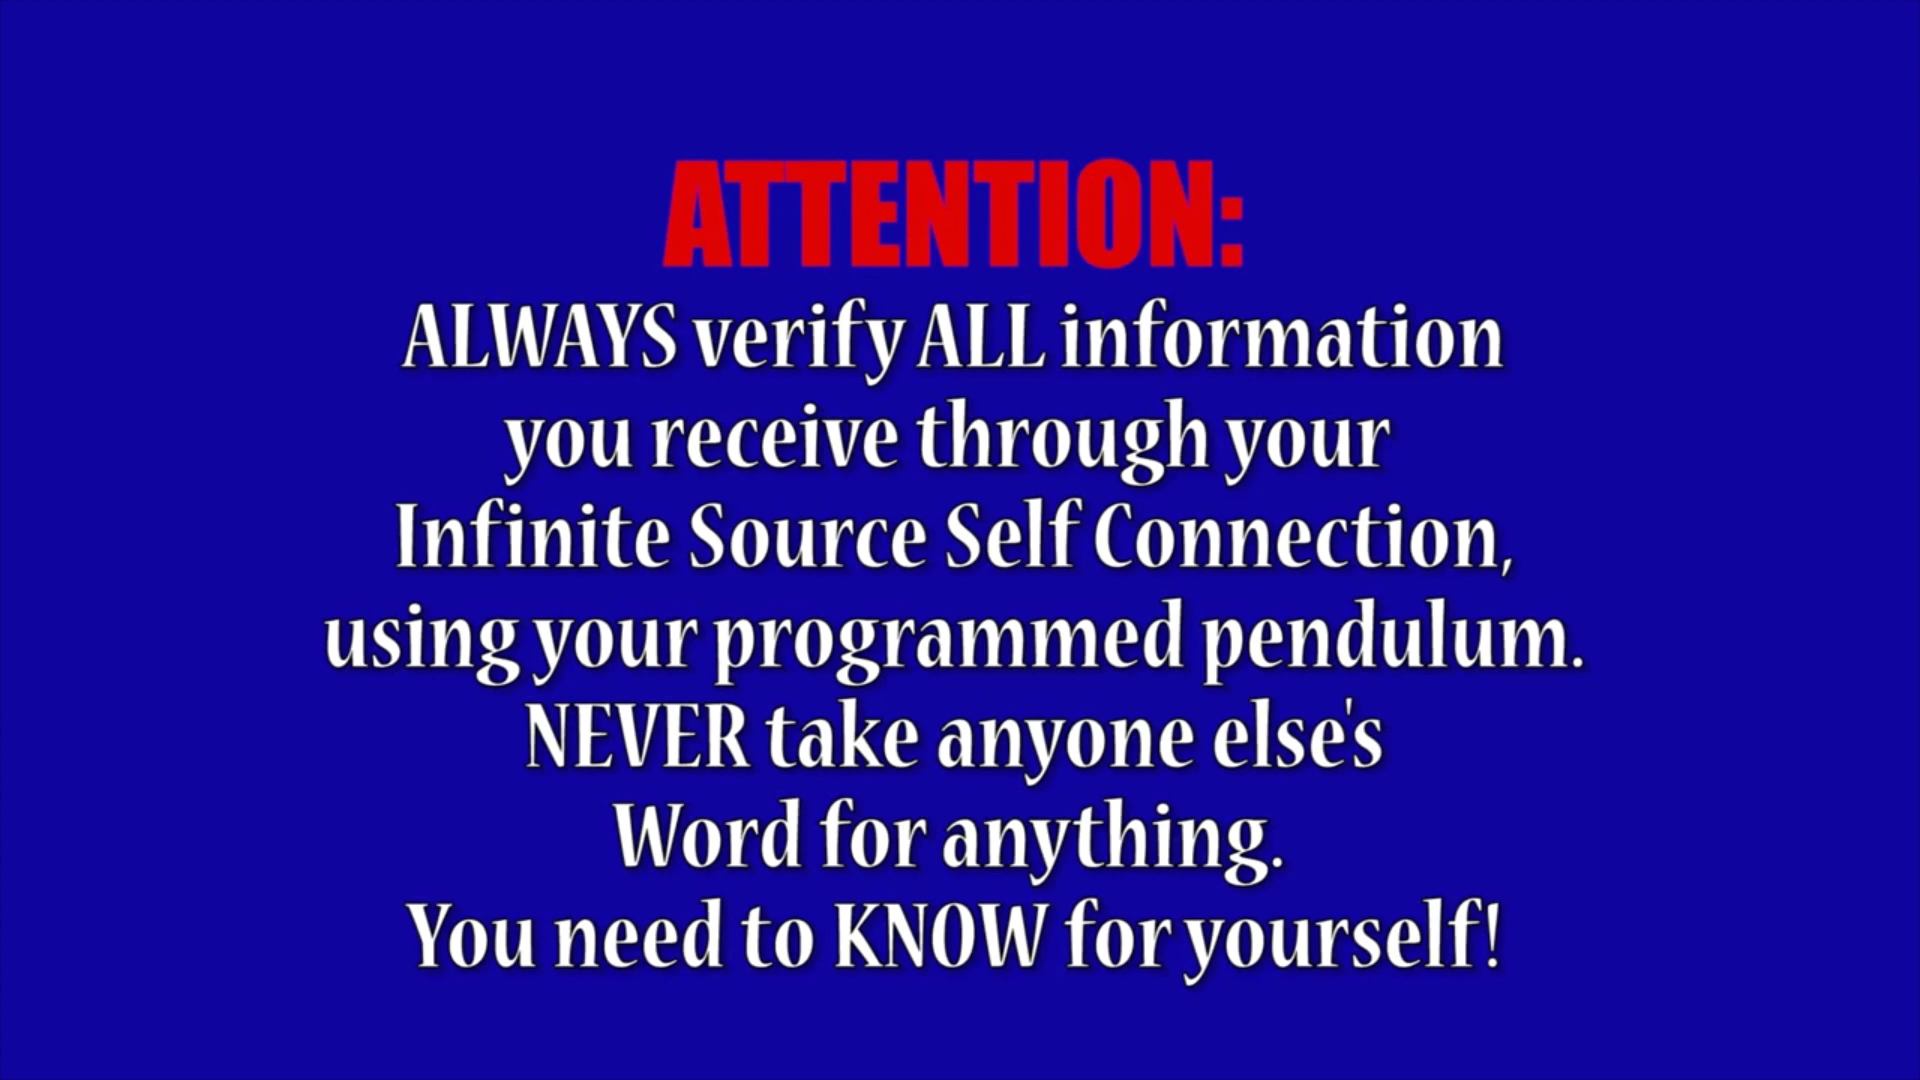 ATTENTION:
ALWAYS verify ALL information
you receive through your
Infinite Source Self Connection,
using your programmed pendulum.
NEVER take anyone else's
Word for anything.
You need to KNOW for yourself!